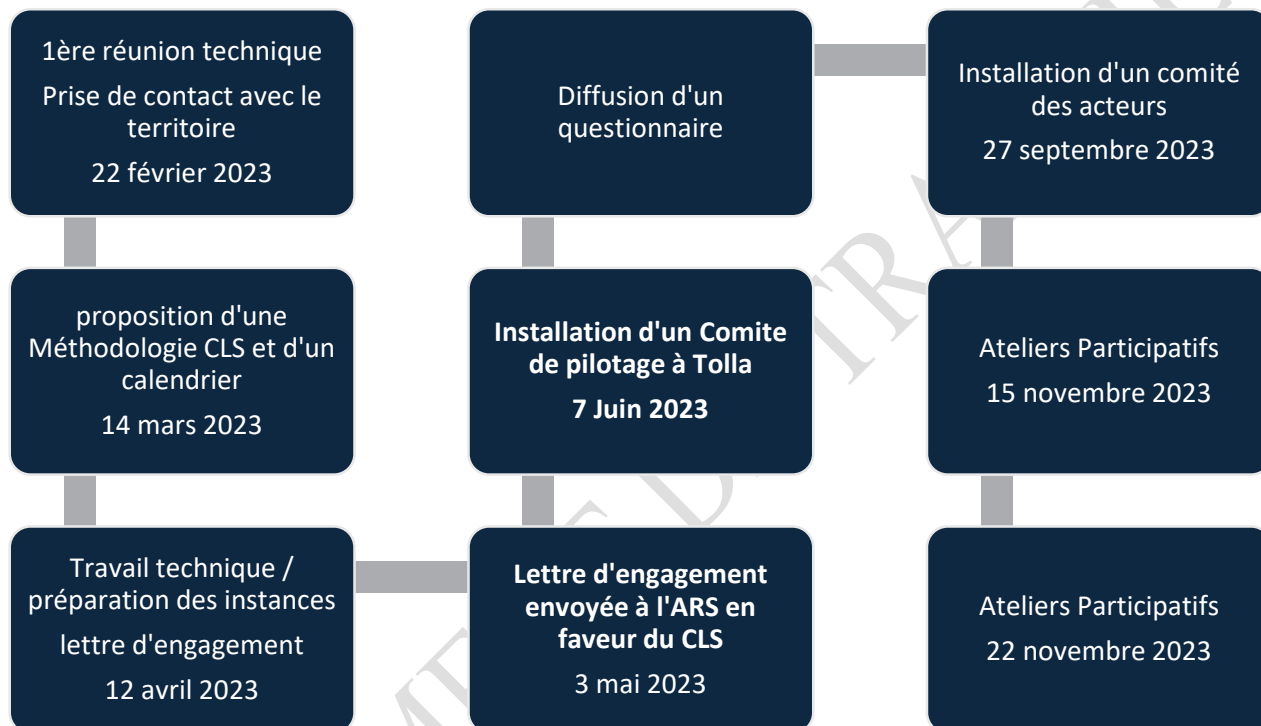 1ère réunion technique
Prise de contact avec le
territoire
22 février 2023
proposition d'une
Méthodologie CLS et d'un
calendrier
14 mars 2023
Travail technique /
préparation des instances
lettre d'engagement
12 avril 2023
Lettre d'engagement
envoyée à l'ARS en
faveur du CLS
3 mai 2023
Installation d'un Comite
de pilotage à Tolla
7 Juin 2023
Diffusion d'un
questionnaire
Installation d'un comité
des acteurs
27 septembre 2023
Ateliers Participatifs
15 novembre 2023
Ateliers Participatifs
22 novembre 2023